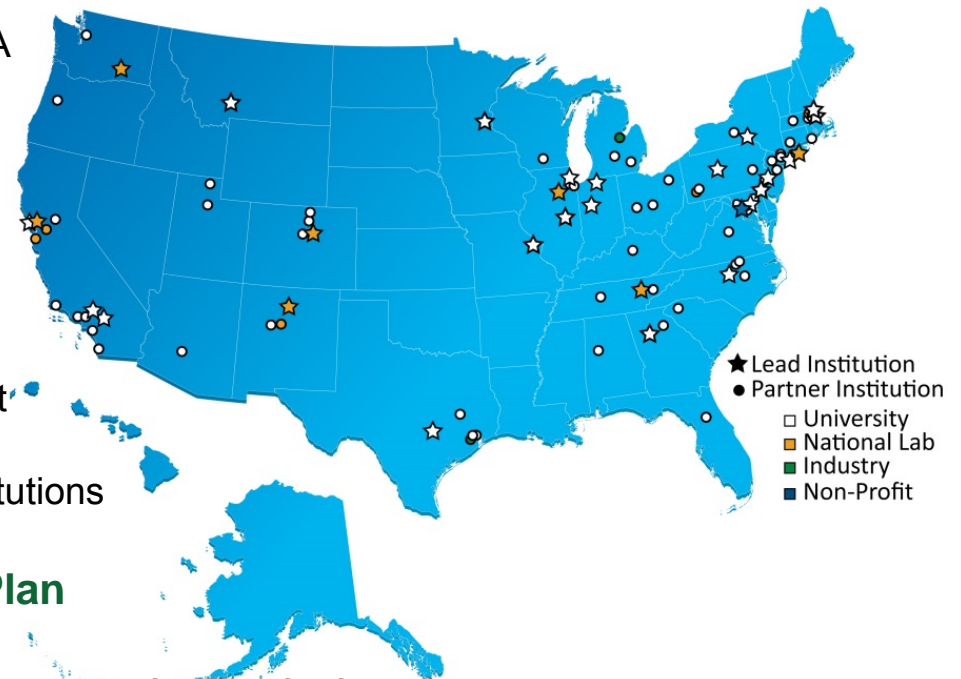 A
Lead Institution
Partner Institution
University
National Lab
Industry
Non-Profit
t
tutions
Plan